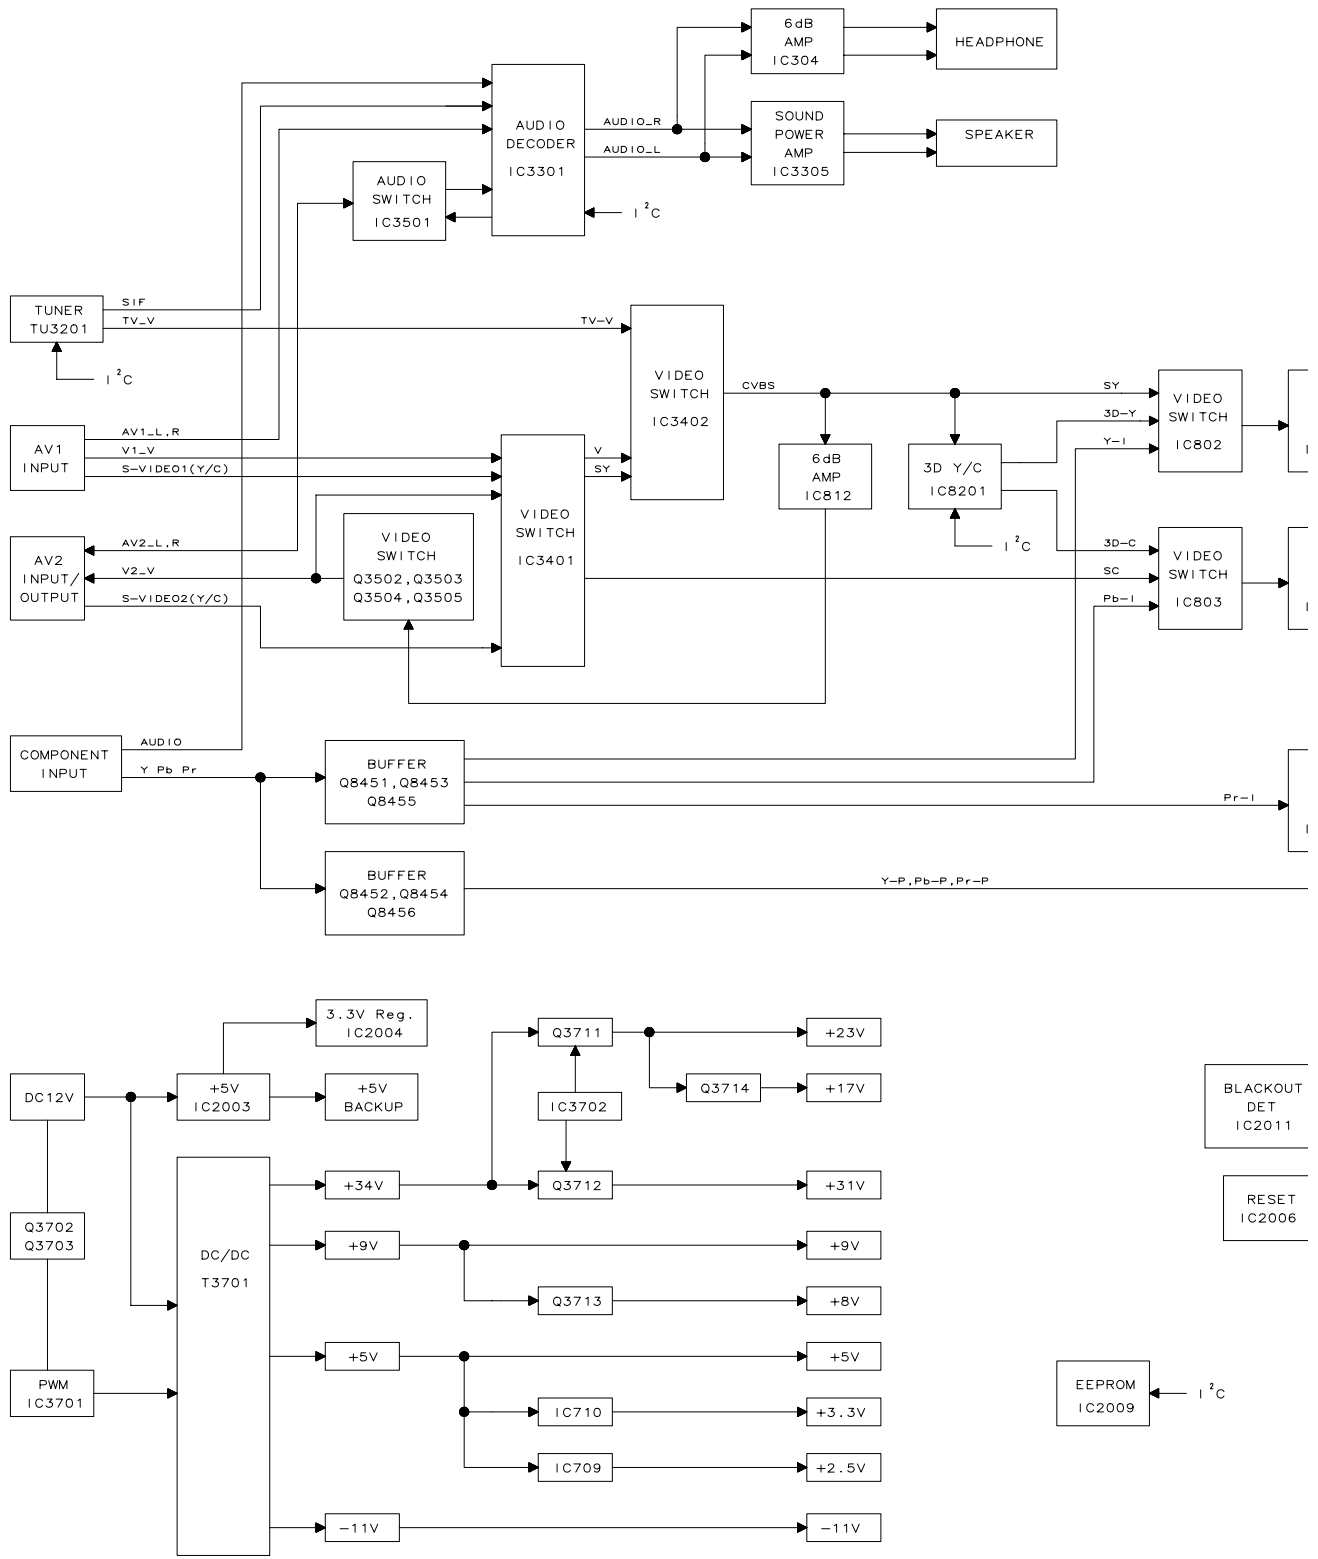 6dB
AMP
IC304
HEADPHONE
AUDIO
DECODER
IC3301
AUDIO_R
AUDIO_L
SOUND
POWER
AMP
IC3305
SPEAKER
AUDIO
SWITCH
IC3501
I²C
TUNER
TU3201
SIF
TV_V
TV-V
I²C
VIDEO
SWITCH
IC3402
CVBS
SY
3D-Y
Y-I
VIDEO
SWITCH
IC802
AV1
INPUT
AV1_L,R
V1_V
S-VIDEO1(Y/C)
V
SY
6dB
AMP
IC812
3D Y/C
IC8201
I²C
VIDEO
SWITCH
IC3401
VIDEO
SWITCH
Q3502,Q3503
Q3504,Q3505
AV2
INPUT/
OUTPUT
AV2_L,R
V2_V
S-VIDEO2(Y/C)
3D-C
SC
Pb-I
VIDEO
SWITCH
IC803
COMPONENT
INPUT
AUDIO
Y Pb Pr
BUFFER
Q8451,Q8453
Q8455
Pr-I
BUFFER
Q8452,Q8454
Q8456
Y-P,Pb-P,Pr-P
3.3V Reg.
IC2004
Q3711
+23V
DC12V
+5V
IC2003
+5V
BACKUP
IC3702
Q3714
+17V
BLACKOUT
DET
IC2011
+34V
Q3712
+31V
RESET
IC2006
Q3702
Q3703
DC/DC
T3701
+9V
+9V
Q3713
+8V
+5V
+5V
PWM
IC3701
IC710
+3.3V
EEPROM
IC2009
I²C
IC709
+2.5V
-11V
-11V